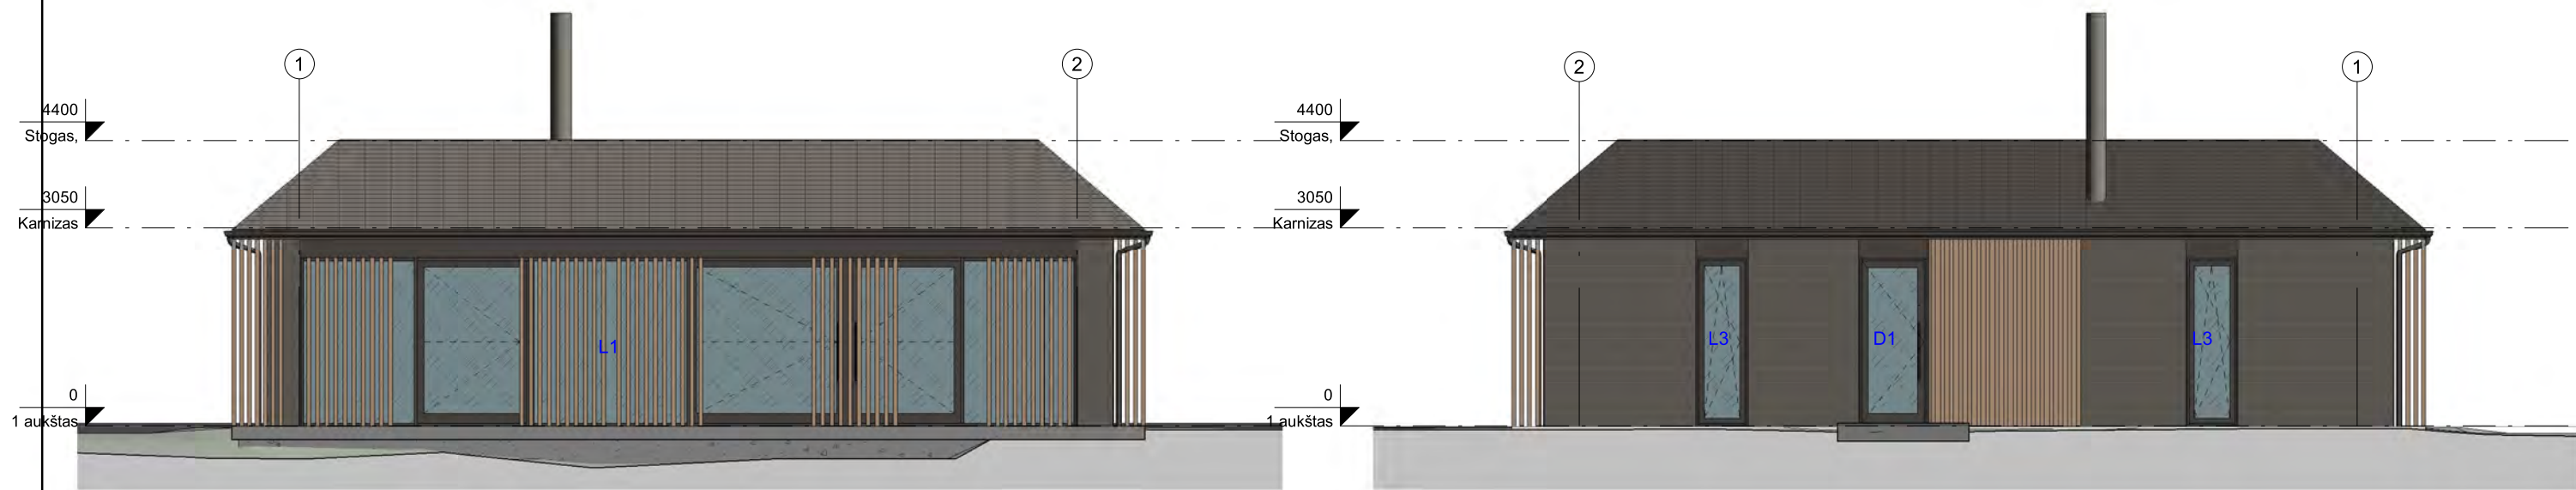 1
2
4400
Stogas,
3050
Karnizas
L1
0
1 aukštas
2
1
4400
Stogas,
3050
Karnizas
L3
D1
L3
0
1 aukštas